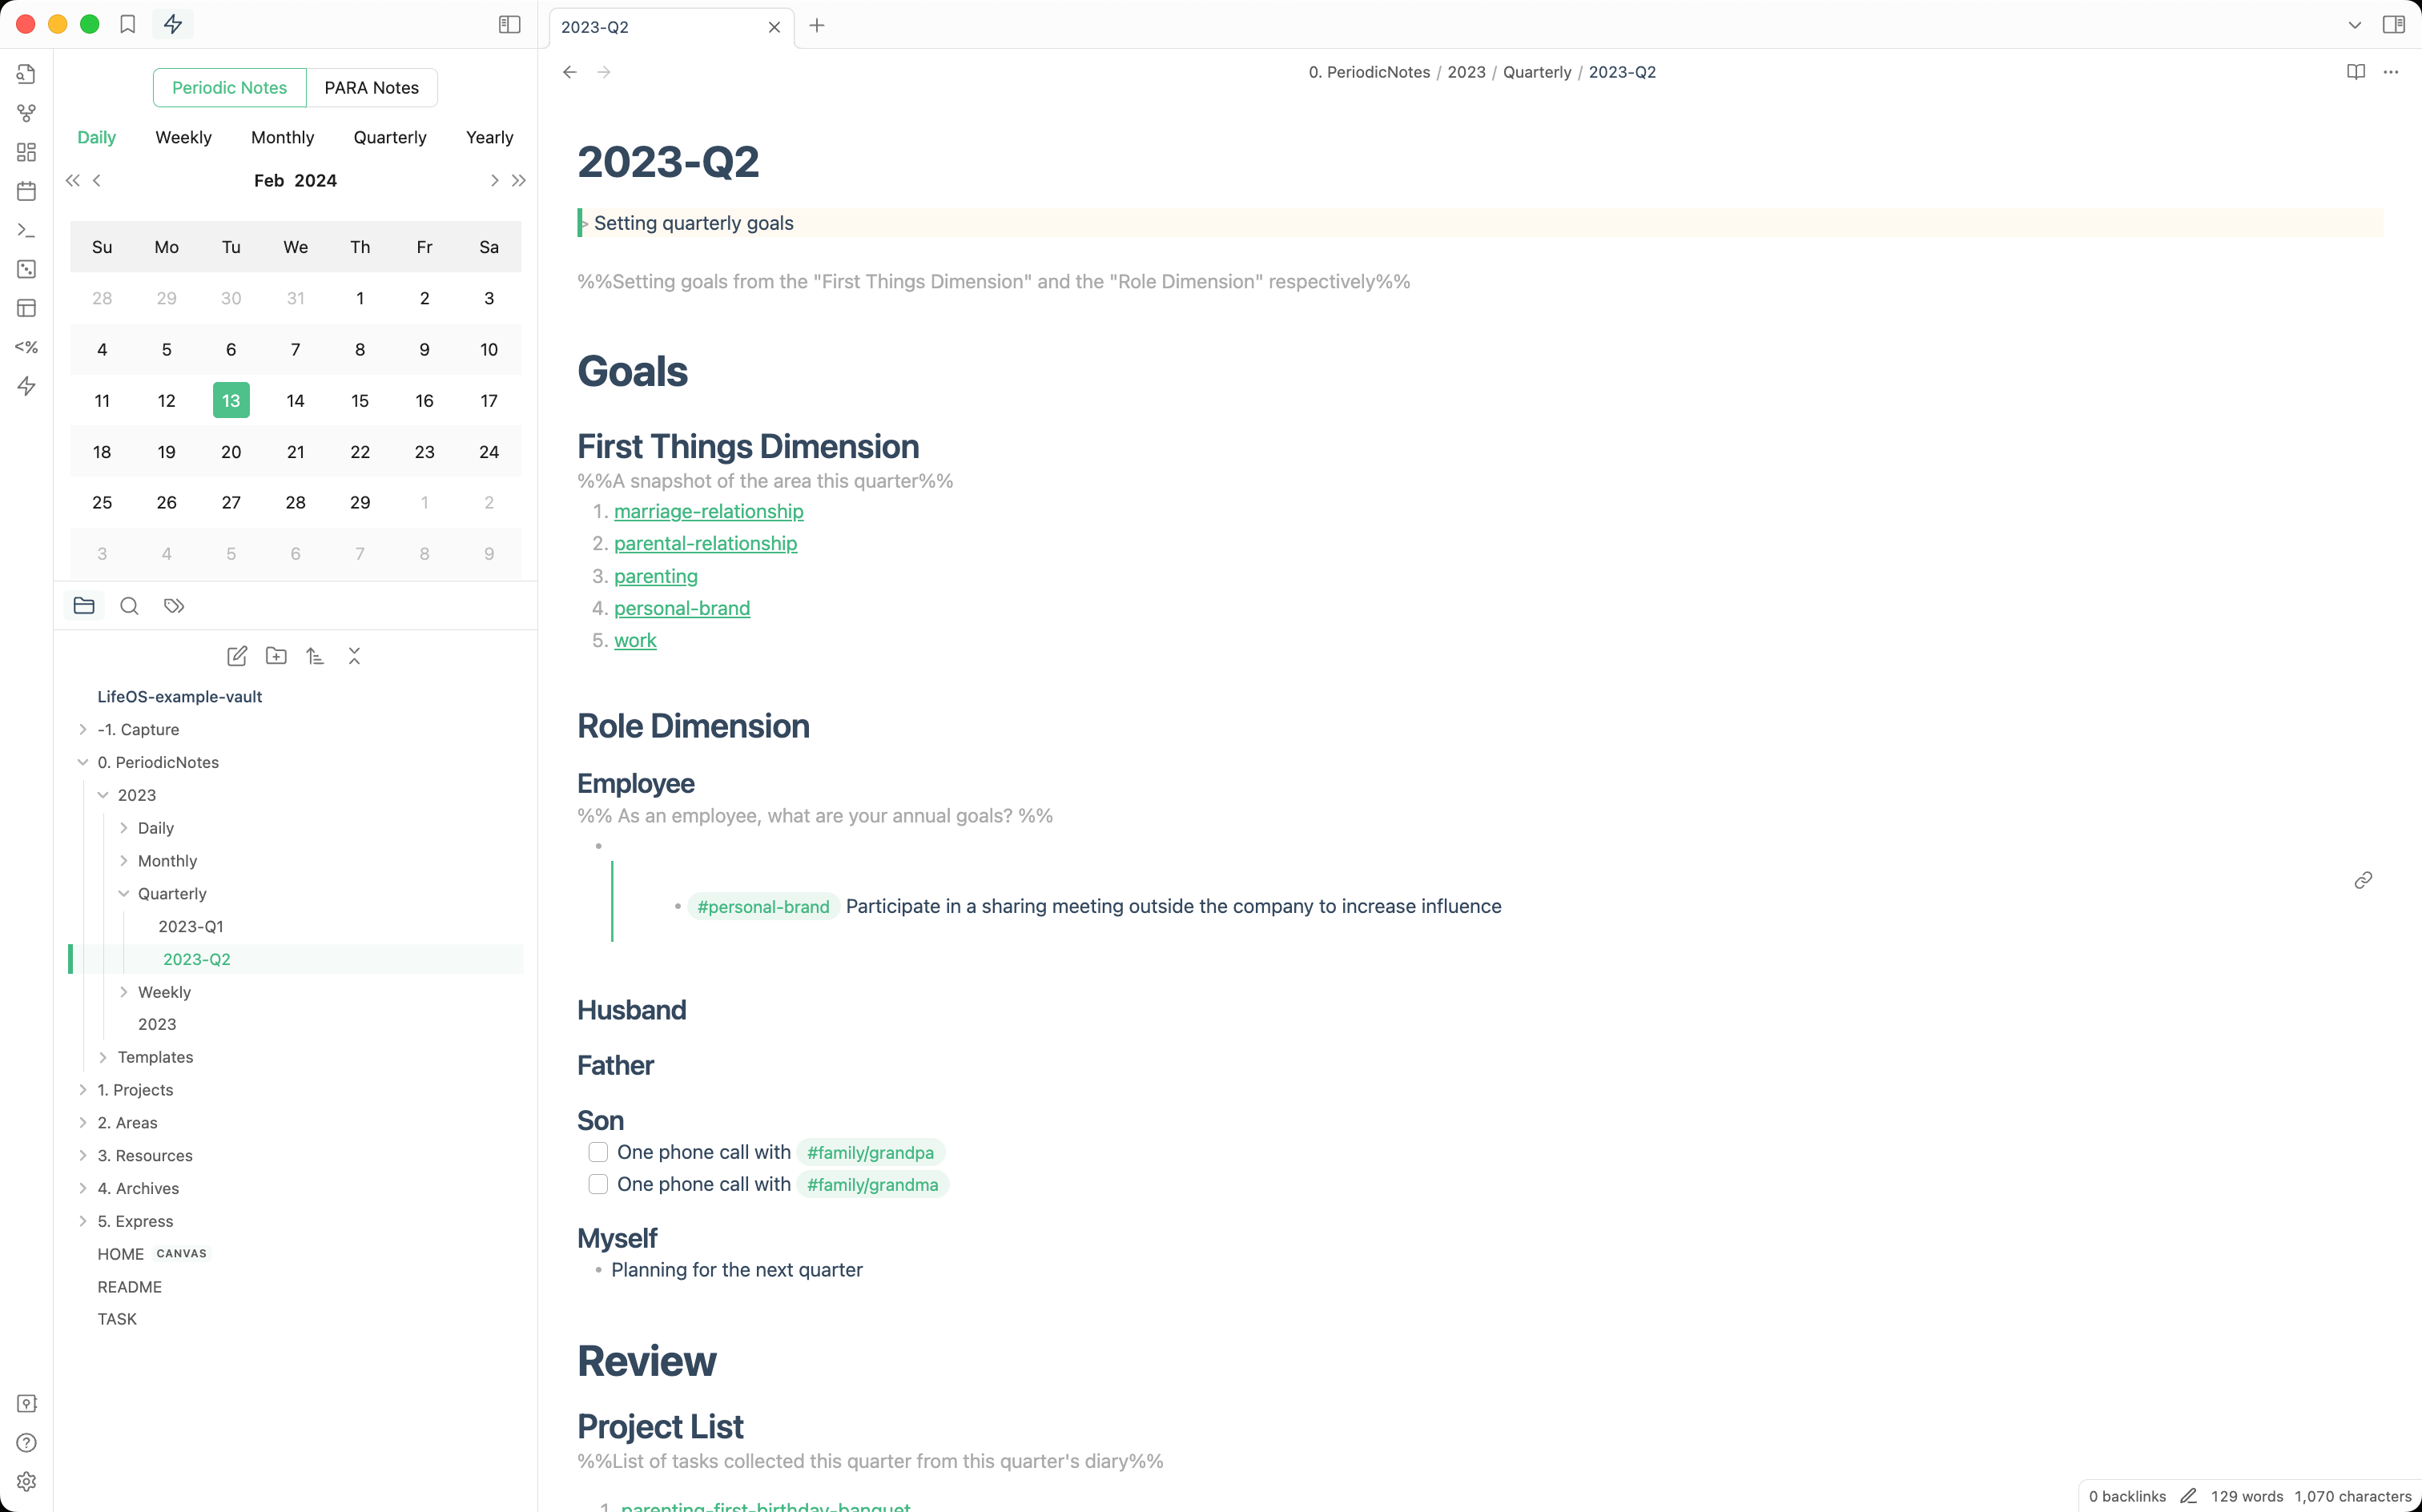 2023-Q2
Periodic Notes PARA Notes
Daily Weekly Monthly Quarterly Yearly
Feb 2024
Su Mo Tu We Th Fr Sa
28 29 30 31 1 2 3
4 5 6 7 8 9 10
11 12 13 14 15 16 17
18 19 20 21 22 23 24
25 26 27 28 29 1 2
3 4 5 6 7 8 9
<%
LifeOS-example-vault
-1. Capture
0. PeriodicNotes
2023
Daily
Monthly
Quarterly
2023-Q1
2023-Q2
Weekly
2023
Templates
1. Projects
2. Areas
3. Resources
4. Archives
5. Express
HOME CANVAS
README
TASK
0. PeriodicNotes / 2023 / Quarterly / 2023-Q2
2023-Q2
> Setting quarterly goals
%%Setting goals from the "First Things Dimension" and the "Role Dimension" respectively%%
Goals
First Things Dimension
%%A snapshot of the area this quarter%%
1. marriage-relationship
2. parental-relationship
3. parenting
4. personal-brand
5. work
Role Dimension
Employee
%% As an employee, what are your annual goals? %%
• #personal-brand Participate in a sharing meeting outside the company to increase influence
Husband
Father
Son
One phone call with #family/grandpa
One phone call with #family/grandma
Myself
• Planning for the next quarter
Review
Project List
%%List of tasks collected this quarter from this quarter's diary%%
1. parenting-first-birthday-banquet
0 backlinks 129 words 1,070 characters